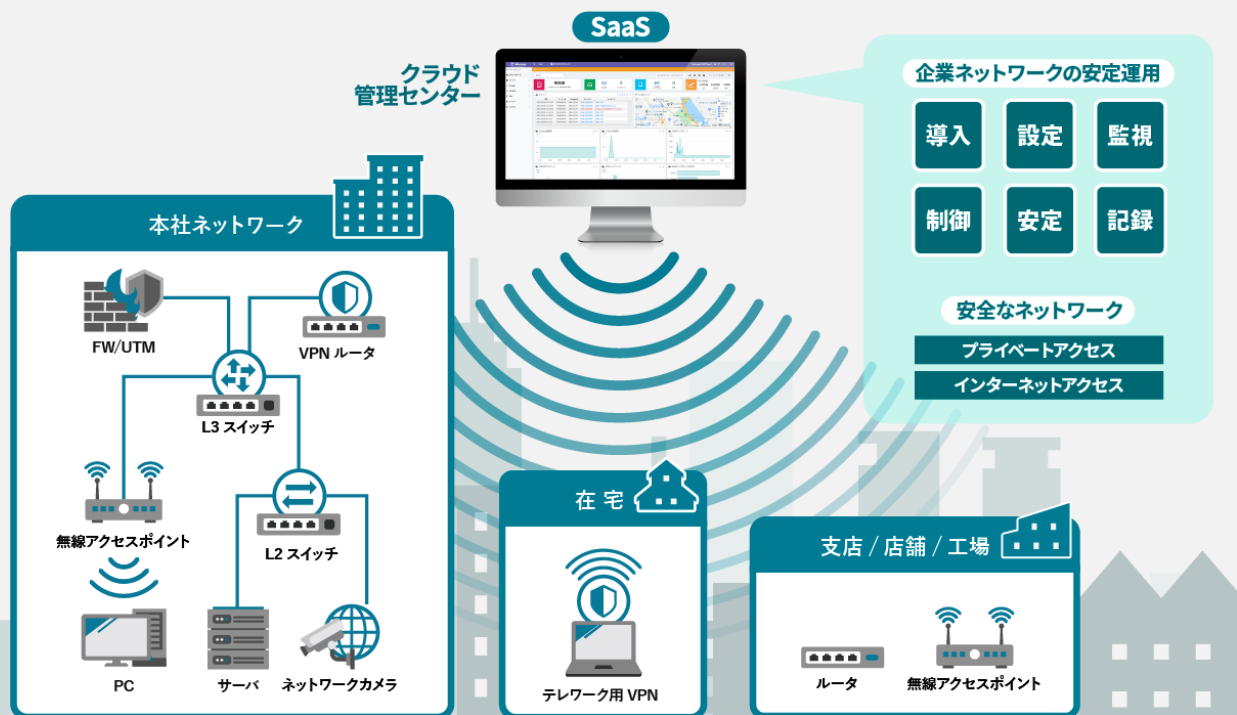 SaaS
クラウド
管理センター
企業ネットワークの安定運用
導入
設定
監視
制御
安定
記録
安全なネットワーク
プライベートアクセス
インターネットアクセス
本社ネットワーク
FW/UTM
VPN ルータ
L3 スイッチ
無線アクセスポイント
L2 スイッチ
PC
サーバ
ネットワークカメラ
在宅
テレワーク用 VPN
支店 / 店舗 / 工場
ルータ
無線アクセスポイント